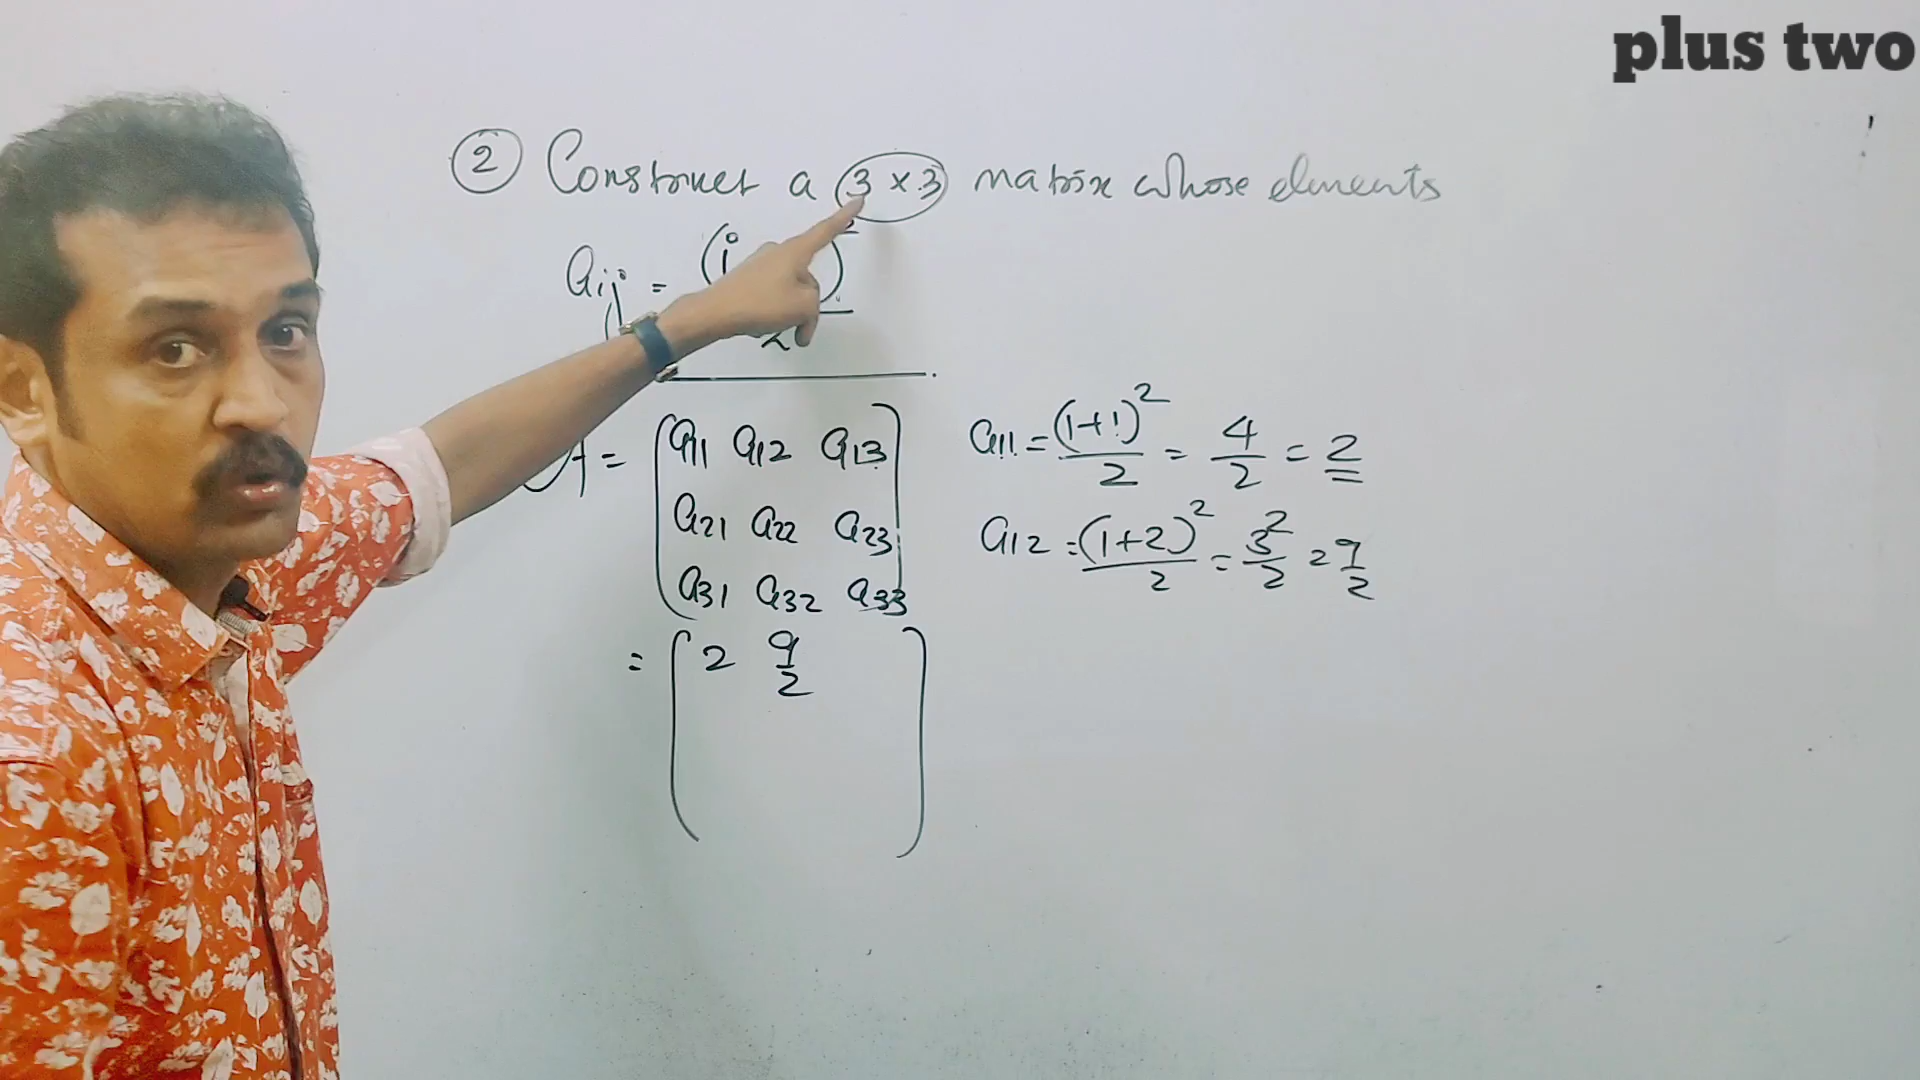 plus two
② Construct a 3 × 3 matrix whose elements
aij = (i )²
2
A = ( a11 a12 a13
a21 a22 a23
a31 a32 a33 )
= ( 2 9/2 )
a11 = (1+1)²/2 = 4/2 = 2
a12 = (1+2)²/2 = 3²/2 = 9/2